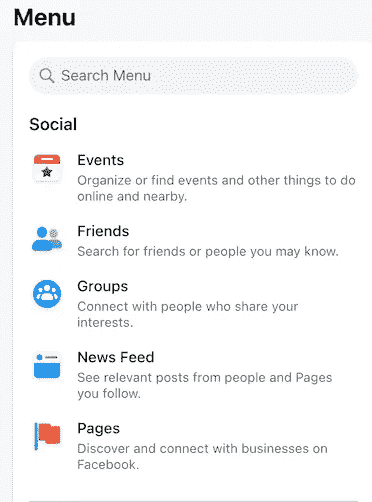 Menu
Search Menu
Social
Events
Organize or find events and other things to do
online and nearby.
Friends
Search for friends or people you may know.
Groups
Connect with people who share your
interests.
News Feed
See relevant posts from people and Pages
you follow.
Pages
Discover and connect with businesses on
Facebook.